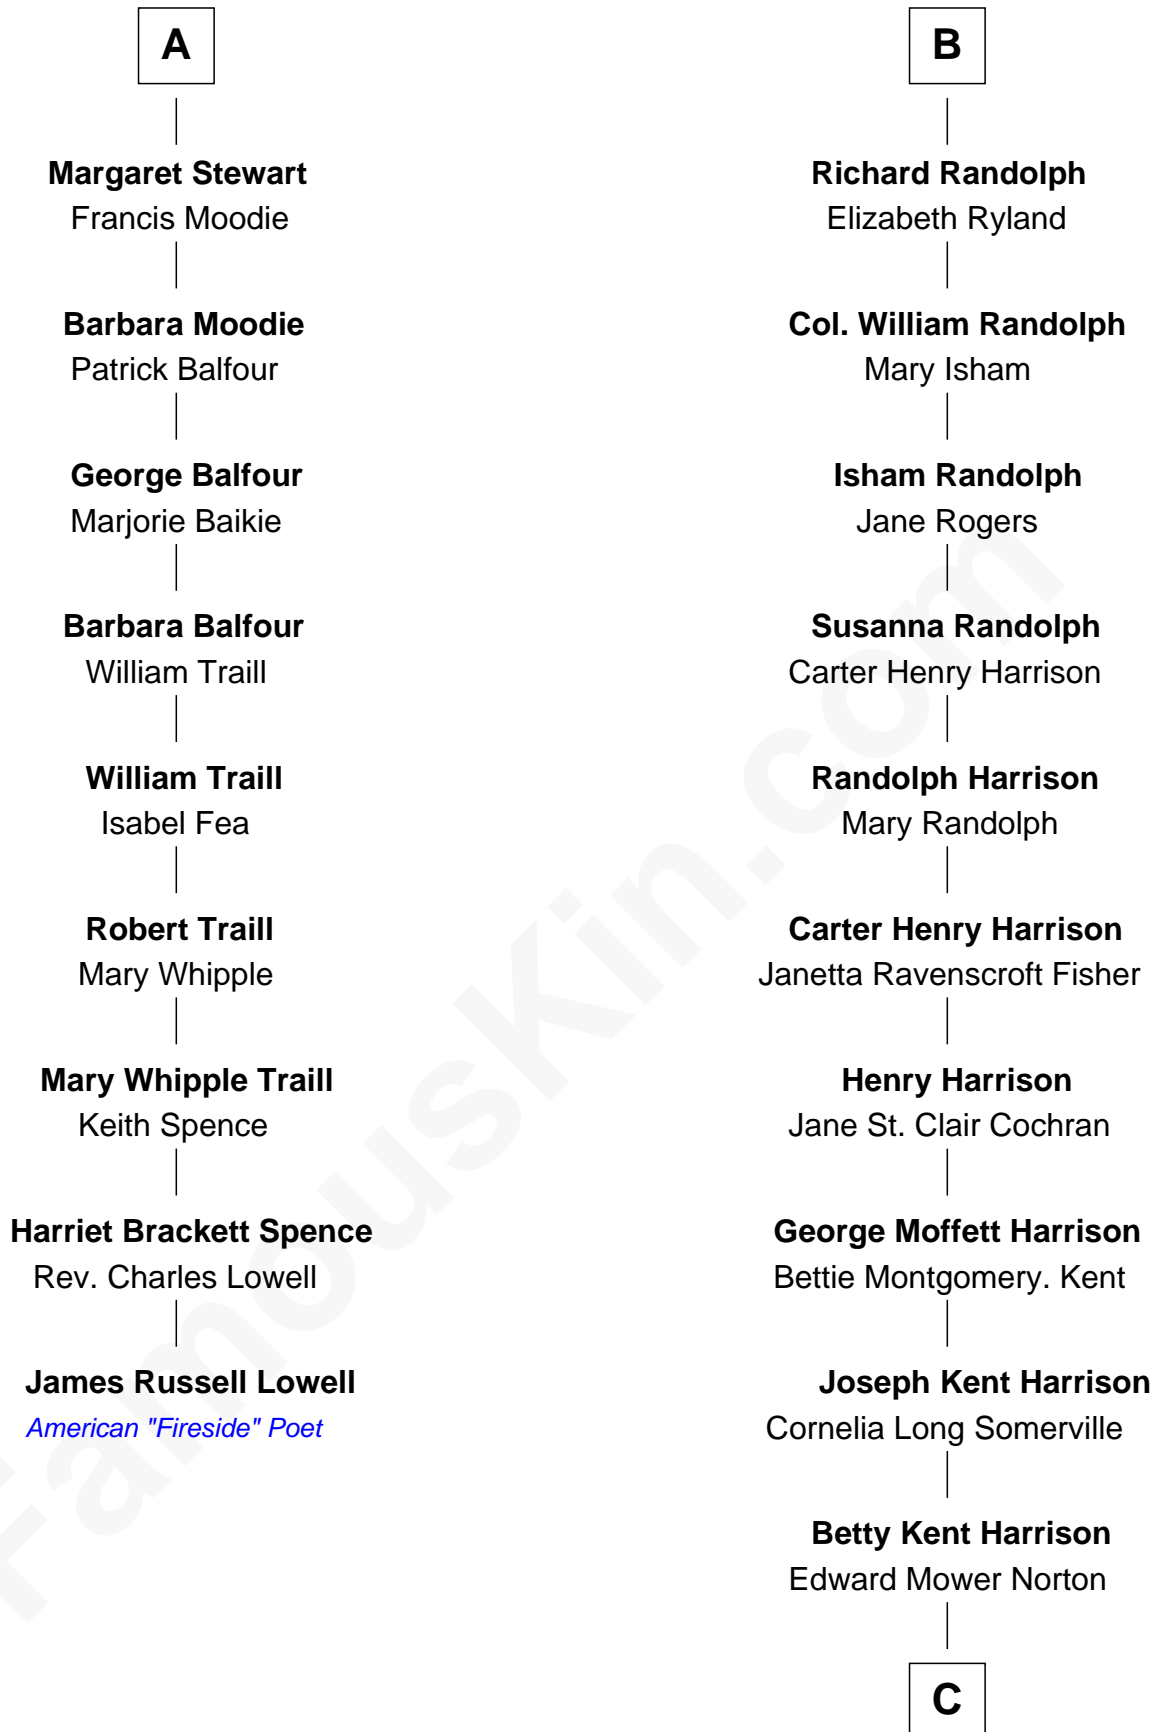 A
Margaret Stewart
Francis Moodie
Barbara Moodie
Patrick Balfour
George Balfour
Marjorie Baikie
Barbara Balfour
William Traill
William Traill
Isabel Fea
Robert Traill
Mary Whipple
Mary Whipple Traill
Keith Spence
Harriet Brackett Spence
Rev. Charles Lowell
James Russell Lowell
American "Fireside" Poet
B
Richard Randolph
Elizabeth Ryland
Col. William Randolph
Mary Isham
Isham Randolph
Jane Rogers
Susanna Randolph
Carter Henry Harrison
Randolph Harrison
Mary Randolph
Carter Henry Harrison
Janetta Ravenscroft Fisher
Henry Harrison
Jane St. Clair Cochran
George Moffett Harrison
Bettie Montgomery. Kent
Joseph Kent Harrison
Cornelia Long Somerville
Betty Kent Harrison
Edward Mower Norton
C
FamousKin.com